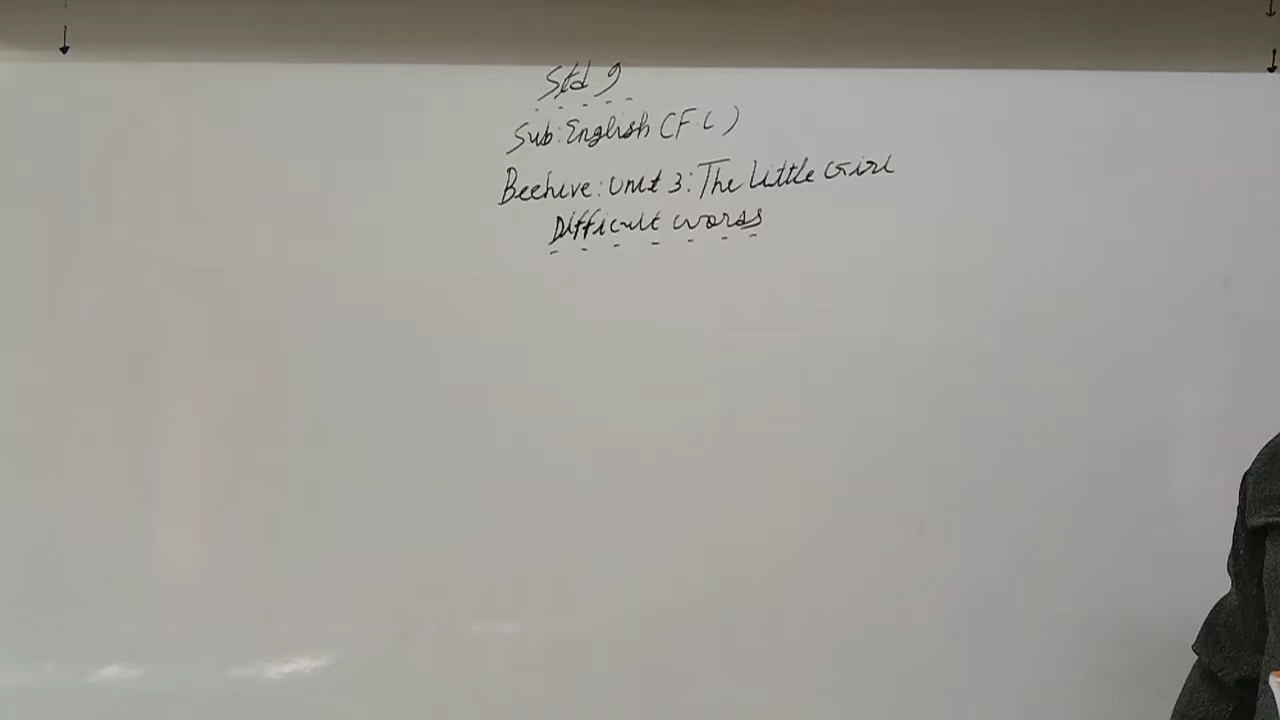 Std 9
Sub: English (F.L)
Beehive: Unit 3: The Little Girl
Difficult words